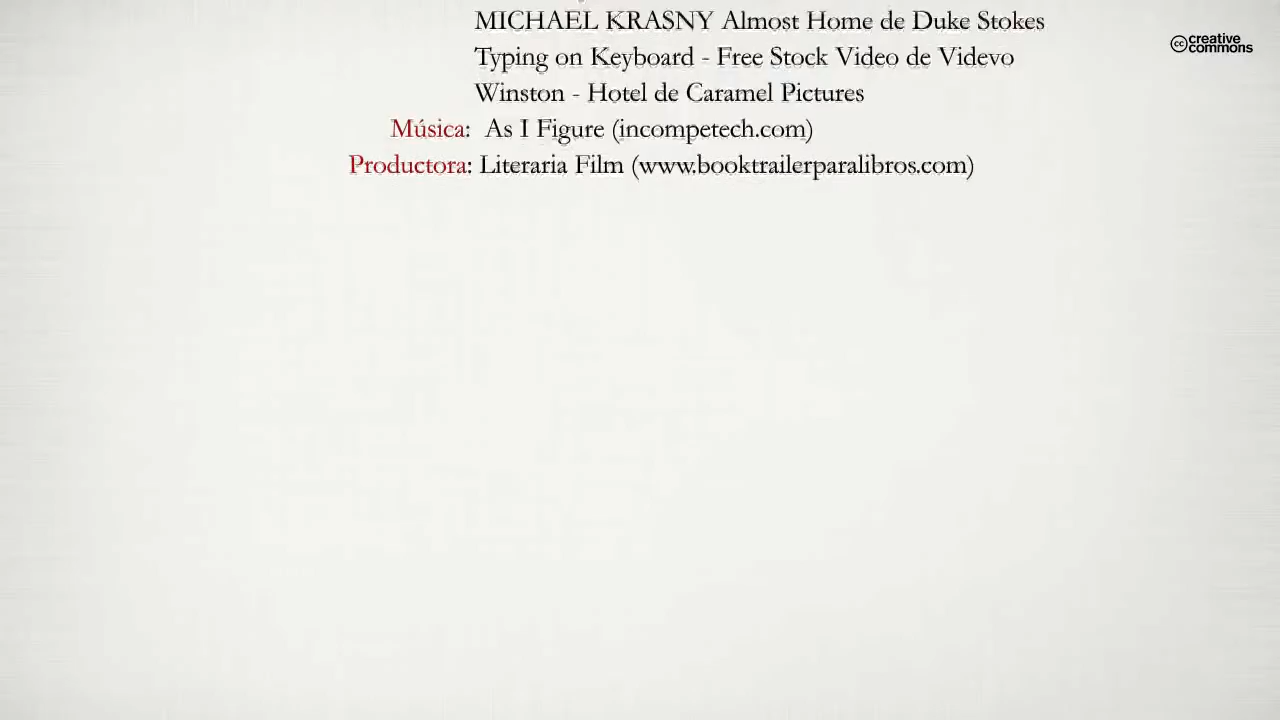 MICHAEL KRASNY Almost Home de Duke Stokes
cc creative commons
Typing on Keyboard - Free Stock Video de Videvo
Winston - Hotel de Caramel Pictures
Música: As I Figure (incompetech.com)
Productora: Literaria Film (www.booktrailerparalibros.com)